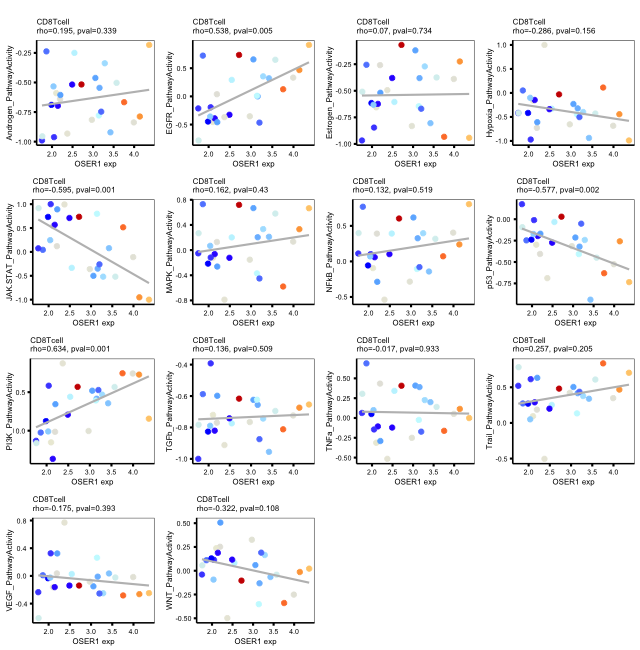 CD8Tcell
rho=0.195, pval=0.339
Androgen_PathwayActivity
-0.25
-0.50
-0.75
-1.00
2.0 2.5 3.0 3.5 4.0
OSER1 exp
CD8Tcell
rho=0.538, pval=0.005
EGFR_PathwayActivity
0.5
0.0
-0.5
2.0 2.5 3.0 3.5 4.0
OSER1 exp
CD8Tcell
rho=0.07, pval=0.734
Estrogen_PathwayActivity
-0.25
-0.50
-0.75
-1.00
2.0 2.5 3.0 3.5 4.0
OSER1 exp
CD8Tcell
rho=-0.286, pval=0.156
Hypoxia_PathwayActivity
1.0
0.5
0.0
-0.5
-1.0
2.0 2.5 3.0 3.5 4.0
OSER1 exp
CD8Tcell
rho=-0.595, pval=0.001
JAK-STAT_PathwayActivity
1.0
0.5
0.0
-0.5
-1.0
2.0 2.5 3.0 3.5 4.0
OSER1 exp
CD8Tcell
rho=0.162, pval=0.43
MAPK_PathwayActivity
0.8
0.4
0.0
-0.4
-0.8
2.0 2.5 3.0 3.5 4.0
OSER1 exp
CD8Tcell
rho=0.132, pval=0.519
NFkB_PathwayActivity
0.5
0.0
-0.5
2.0 2.5 3.0 3.5 4.0
OSER1 exp
CD8Tcell
rho=-0.577, pval=0.002
p53_PathwayActivity
0.00
-0.25
-0.50
-0.75
2.0 2.5 3.0 3.5 4.0
OSER1 exp
CD8Tcell
rho=0.634, pval=0.001
PI3K_PathwayActivity
0.5
0.0
2.0 2.5 3.0 3.5 4.0
OSER1 exp
CD8Tcell
rho=0.136, pval=0.509
TGFb_PathwayActivity
-0.4
-0.6
-0.8
-1.0
2.0 2.5 3.0 3.5 4.0
OSER1 exp
CD8Tcell
rho=-0.017, pval=0.933
TNFa_PathwayActivity
0.50
0.25
0.00
-0.25
-0.50
2.0 2.5 3.0 3.5 4.0
OSER1 exp
CD8Tcell
rho=0.257, pval=0.205
Trail_PathwayActivity
0.5
0.0
-0.5
2.0 2.5 3.0 3.5 4.0
OSER1 exp
CD8Tcell
rho=-0.175, pval=0.393
VEGF_PathwayActivity
0.8
0.4
0.0
-0.4
2.0 2.5 3.0 3.5 4.0
OSER1 exp
CD8Tcell
rho=-0.322, pval=0.108
WNT_PathwayActivity
0.50
0.25
0.00
-0.25
-0.50
2.0 2.5 3.0 3.5 4.0
OSER1 exp